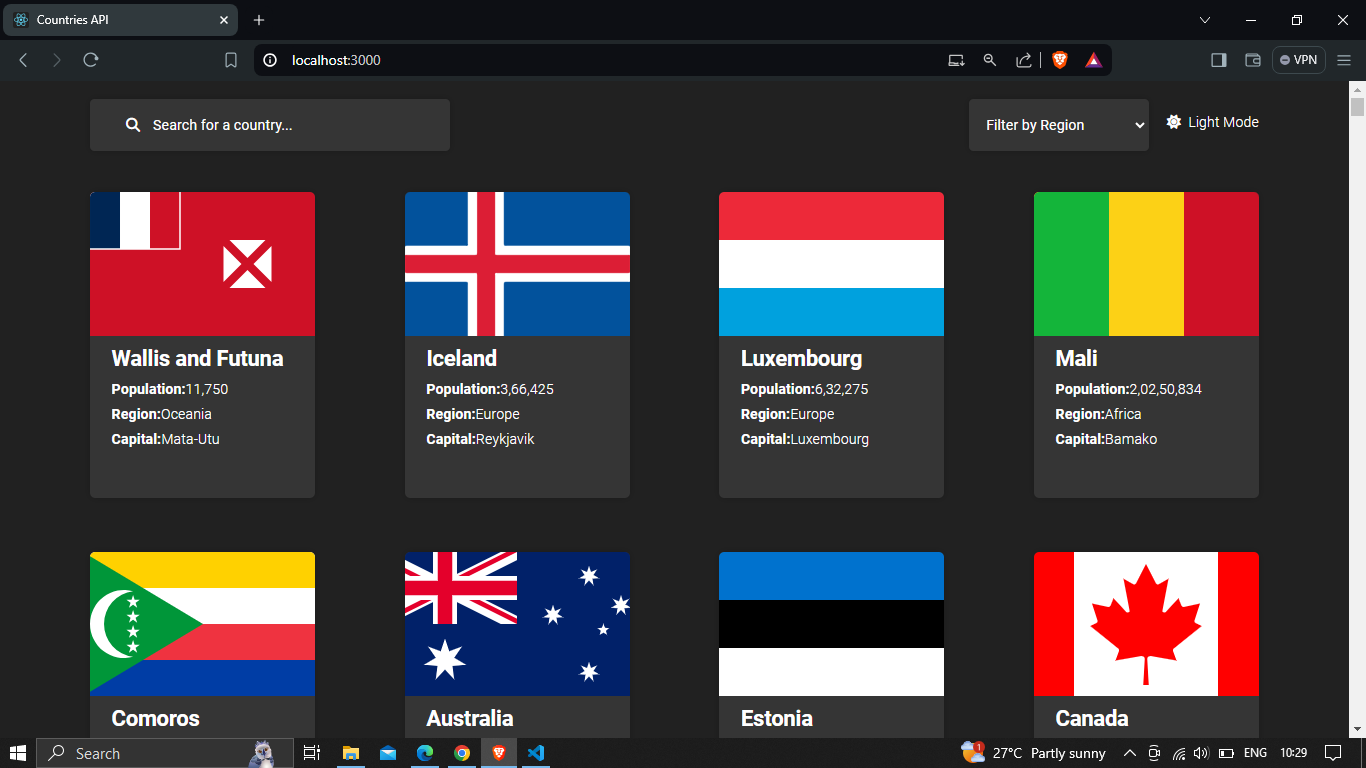 Countries API
localhost:3000
VPN
Search for a country...
Filter by Region
Light Mode
Wallis and Futuna
Population:11,750
Region:Oceania
Capital:Mata-Utu
Iceland
Population:3,66,425
Region:Europe
Capital:Reykjavik
Luxembourg
Population:6,32,275
Region:Europe
Capital:Luxembourg
Mali
Population:2,02,50,834
Region:Africa
Capital:Bamako
Comoros
Australia
Estonia
Canada
Search
1
27°C Partly sunny
ENG
10:29